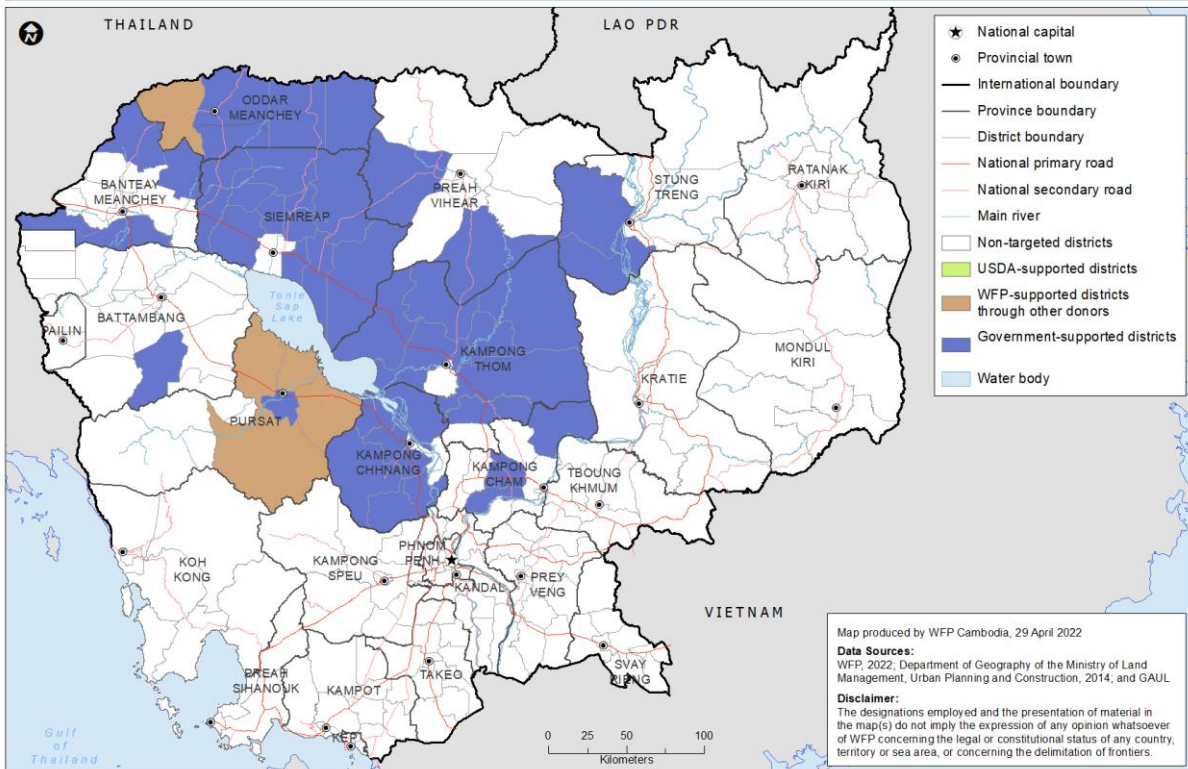 THAILAND
LAO PDR
N
ODDAR
MEANCHEY
BANTEAY
MEANCHEY
SIEMREAP
PREAH
VIHEAR
STUNG
TRENG
RATANAK
KIRI
Tonle
Sap
Lake
BATTAMBANG
PAILIN
KAMPONG
THOM
MONDUL
KIRI
KRATIE
PURSAT
KAMPONG
CHHNANG
KAMPONG
CHAM
TBOUNG
KHMUM
KOH
KONG
KAMPONG
SPEU
PHNOM
PENH
KANDAL
PREY
VENG
VIETNAM
SVAY
RIENG
PREAH
SIHANOUK
KAMPOT
TAKEO
KEP
Gulf
of
Thailand
0 25 50 100
Kilometers
National capital
Provincial town
International boundary
Province boundary
District boundary
National primary road
National secondary road
Main river
Non-targeted districts
USDA-supported districts
WFP-supported districts
through other donors
Government-supported districts
Water body
Map produced by WFP Cambodia, 29 April 2022
Data Sources:
WFP, 2022; Department of Geography of the Ministry of Land
Management, Urban Planning and Construction, 2014; and GAUL
Disclaimer:
The designations employed and the presentation of material in
the map(s) do not imply the expression of any opinion whatsoever
of WFP concerning the legal or constitutional status of any country,
territory or sea area, or concerning the delimitation of frontiers.